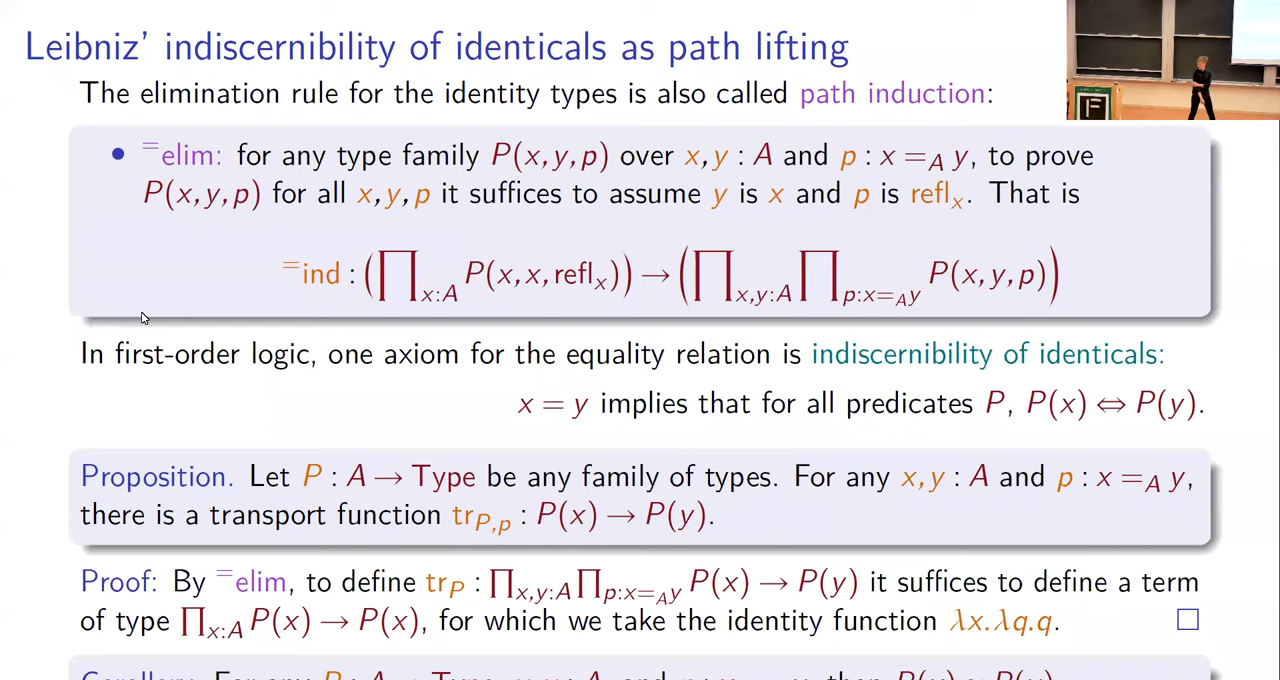 Leibniz' indiscernibility of identicals as path lifting
The elimination rule for the identity types is also called path induction:
• ⁼elim: for any type family P(x,y,p) over x,y : A and p : x =_A y, to prove
P(x,y,p) for all x,y,p it suffices to assume y is x and p is refl_x. That is
⁼ind : (∏_{x:A} P(x,x,refl_x)) → (∏_{x,y:A} ∏_{p:x=_A y} P(x,y,p))
In first-order logic, one axiom for the equality relation is indiscernibility of identicals:
x = y implies that for all predicates P, P(x) ⇔ P(y).
Proposition. Let P : A → Type be any family of types. For any x,y : A and p : x =_A y,
there is a transport function tr_{P,p} : P(x) → P(y).
Proof: By ⁼elim, to define tr_P : ∏_{x,y:A} ∏_{p:x=_A y} P(x) → P(y) it suffices to define a term
of type ∏_{x:A} P(x) → P(x), for which we take the identity function λx.λq.q. □
F